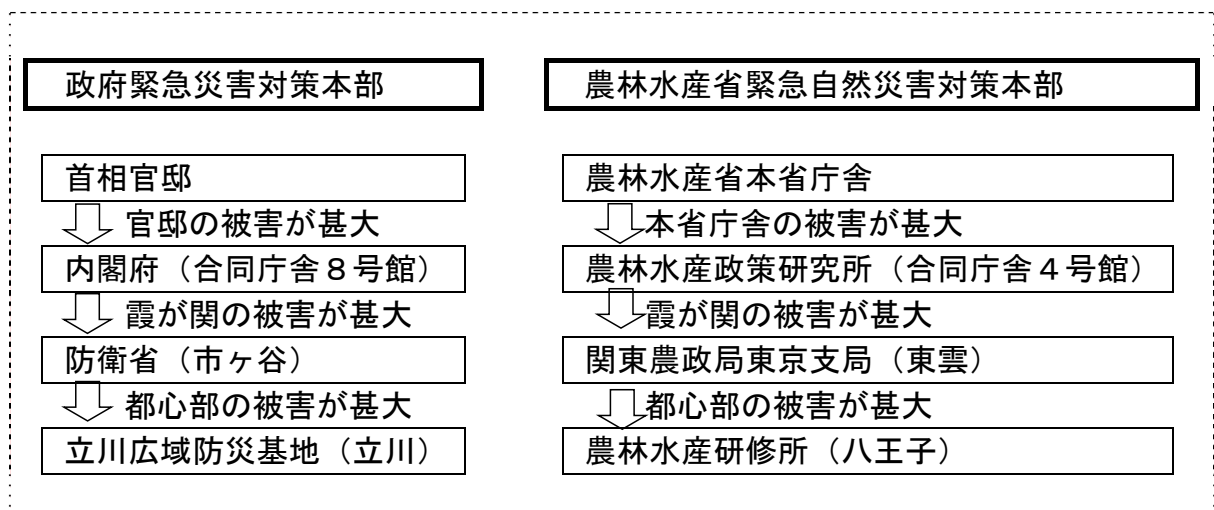 政府緊急災害対策本部
首相官邸
官邸の被害が甚大
内閣府（合同庁舎８号館）
霞が関の被害が甚大
防衛省（市ヶ谷）
都心部の被害が甚大
立川広域防災基地（立川）
農林水産省緊急自然災害対策本部
農林水産省本省庁舎
本省庁舎の被害が甚大
農林水産政策研究所（合同庁舎４号館）
霞が関の被害が甚大
関東農政局東京支局（東雲）
都心部の被害が甚大
農林水産研修所（八王子）